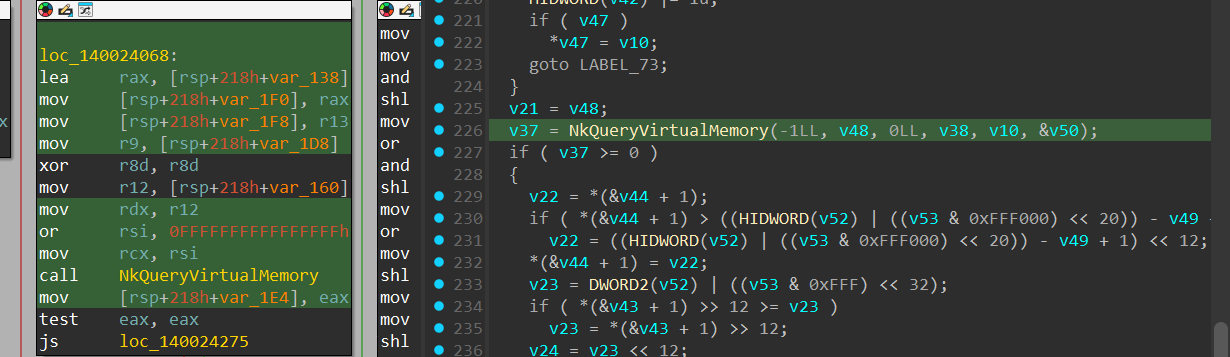 loc_140024068:
lea rax, [rsp+218h+var_138]
mov [rsp+218h+var_1F0], rax
mov [rsp+218h+var_1F8], r13
mov r9, [rsp+218h+var_1D8]
xor r8d, r8d
mov r12, [rsp+218h+var_160]
mov rdx, r12
or rsi, 0FFFFFFFFFFFFFFFFh
mov rcx, rsi
call NkQueryVirtualMemory
mov [rsp+218h+var_1E4], eax
test eax, eax
js loc_140024275
mov
mov
and
shl
mov
mov
or
and
shl
mov
or
mov
shl
mov
shl
221 if ( v47 )
222 *v47 = v10;
223 goto LABEL_73;
224 }
225 v21 = v48;
226 v37 = NkQueryVirtualMemory(-1LL, v48, 0LL, v38, v10, &v50);
227 if ( v37 >= 0 )
228 {
229 v22 = *(&v44 + 1);
230 if ( *(&v44 + 1) > ((HIDWORD(v52) | ((v53 & 0xFFF000) << 20)) - v49
231 v22 = ((HIDWORD(v52) | ((v53 & 0xFFF000) << 20)) - v49 + 1) << 12;
232 *(&v44 + 1) = v22;
233 v23 = DWORD2(v52) | ((v53 & 0xFFF) << 32);
234 if ( *(&v43 + 1) >> 12 >= v23 )
235 v23 = *(&v43 + 1) >> 12;
236 v24 = v23 << 12;